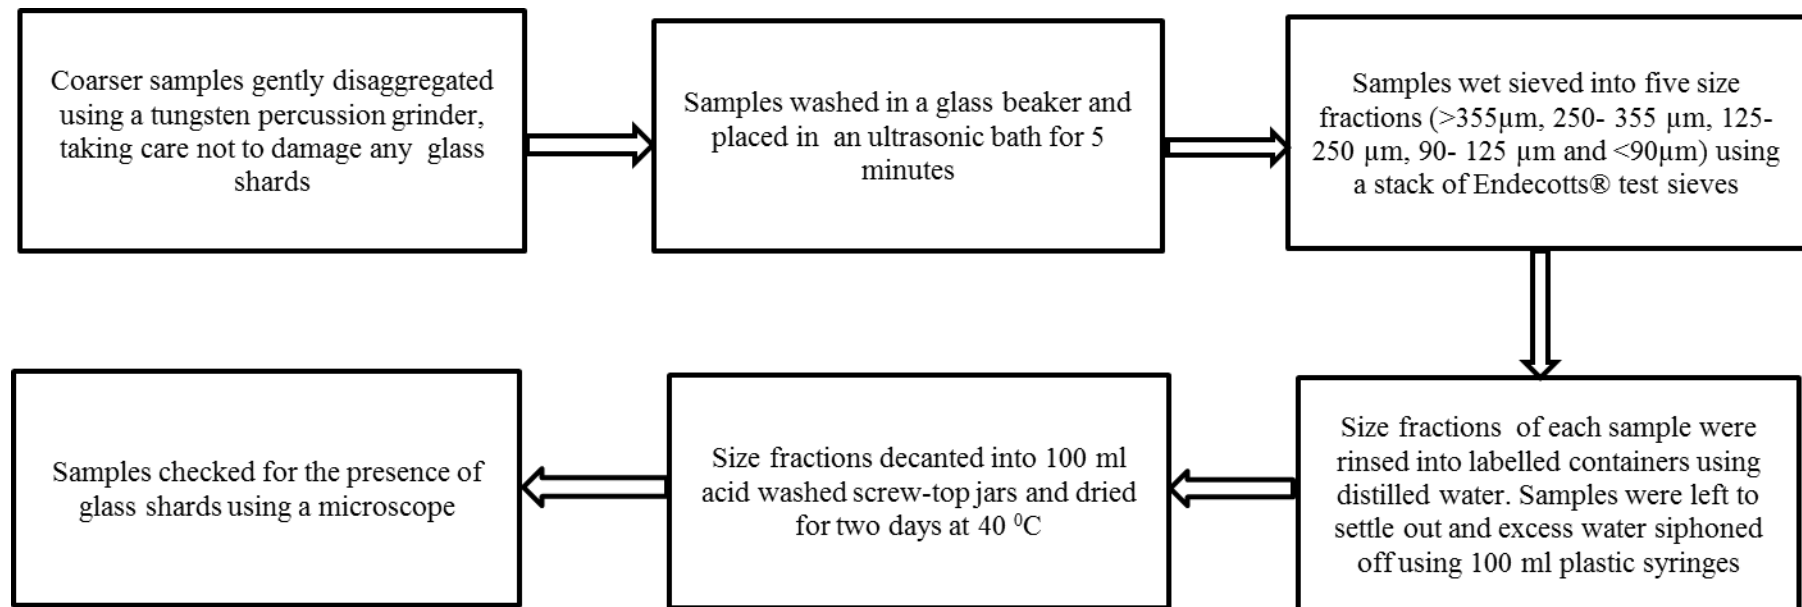 Coarser samples gently disaggregated
using a tungsten percussion grinder,
taking care not to damage any glass
shards
Samples washed in a glass beaker and
placed in an ultrasonic bath for 5
minutes
Samples wet sieved into five size
fractions (>355µm, 250- 355 µm, 125-
250 µm, 90- 125 µm and <90µm) using
a stack of Endecotts® test sieves
Size fractions of each sample were
rinsed into labelled containers using
distilled water. Samples were left to
settle out and excess water siphoned
off using 100 ml plastic syringes
Size fractions decanted into 100 ml
acid washed screw-top jars and dried
for two days at 40 ⁰C
Samples checked for the presence of
glass shards using a microscope